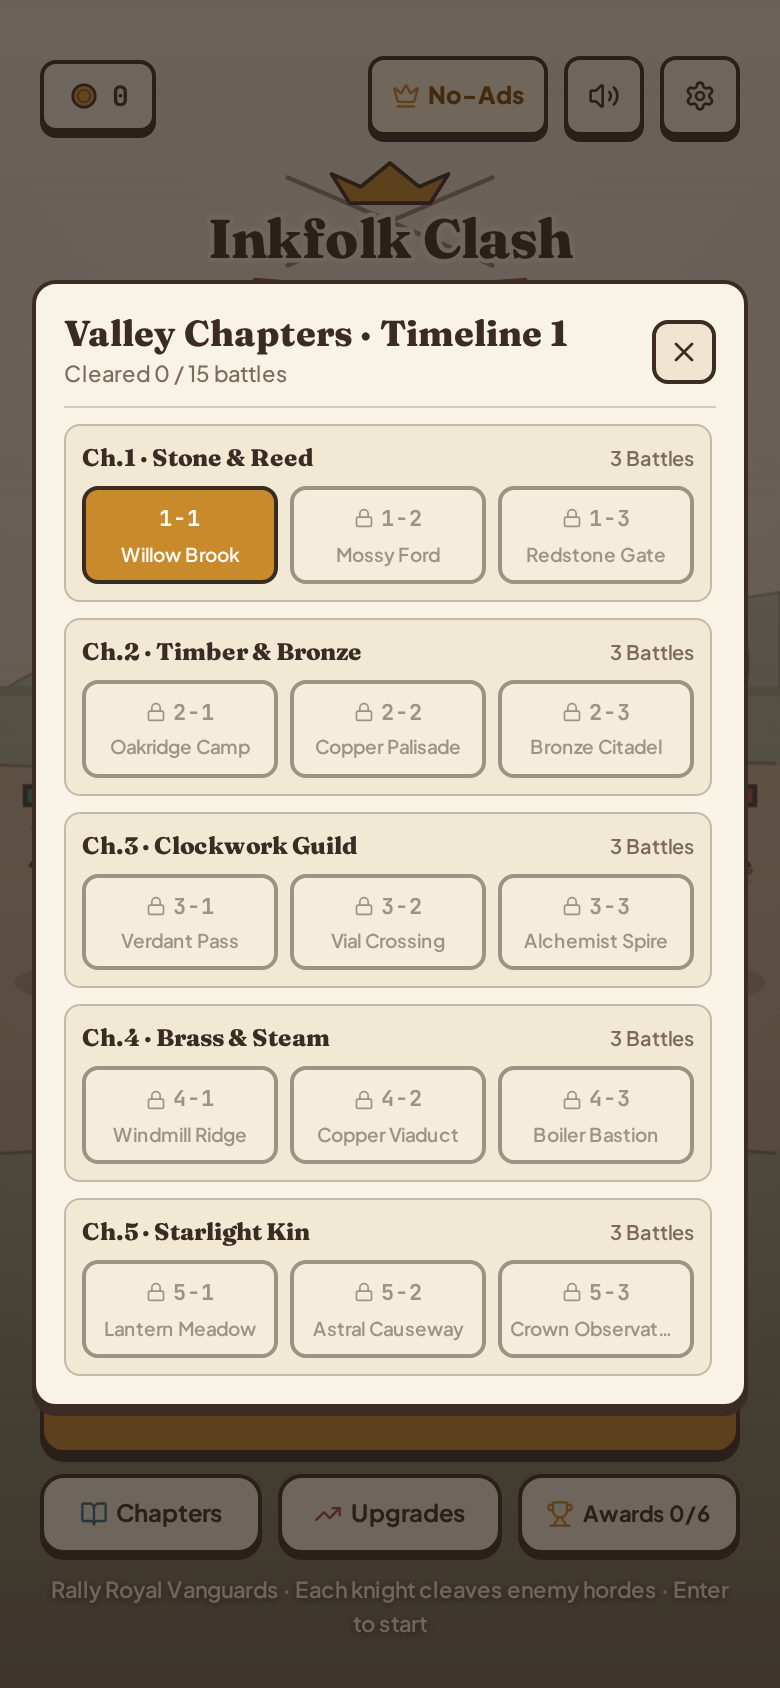 0
No-Ads
Inkfolk Clash
Valley Chapters · Timeline 1
Cleared 0 / 15 battles
Ch.1 · Stone & Reed
3 Battles
1-1
1-2
1-3
Willow Brook
Mossy Ford
Redstone Gate
Ch.2 · Timber & Bronze
3 Battles
2-1
2-2
2-3
Oakridge Camp
Copper Palisade
Bronze Citadel
Ch.3 · Clockwork Guild
3 Battles
3-1
3-2
3-3
Verdant Pass
Vial Crossing
Alchemist Spire
Ch.4 · Brass & Steam
3 Battles
4-1
4-2
4-3
Windmill Ridge
Copper Viaduct
Boiler Bastion
Ch.5 · Starlight Kin
3 Battles
5-1
5-2
5-3
Lantern Meadow
Astral Causeway
Crown Observat...
Chapters
Upgrades
Awards 0/6
Rally Royal Vanguards · Each knight cleaves enemy hordes · Enter
to start